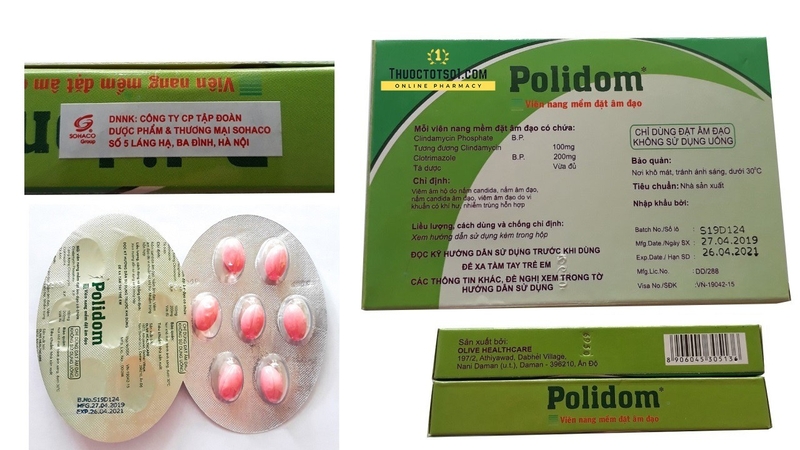 Viên nang mềm đặt âm
SOHACO
Group
DNNK: CÔNG TY CP TẬP ĐOÀN
DƯỢC PHẨM & THƯƠNG MẠI SOHACO
SỐ 5 LÁNG HẠ, BA ĐÌNH, HÀ NỘI
1
THUOCTOTSO1.COM
ONLINE PHARMACY
Polidom
Viên nang mềm đặt âm đạo
Mỗi viên nang mềm đặt âm đạo có chứa:
Clindamycin Phosphate B.P.
Tương đương Clindamycin 100mg
Clotrimazole B.P. 200mg
Tá dược Vừa đủ
Chỉ định:
Viêm âm hộ do nấm candida, nấm âm đạo,
nấm candida âm đạo, viêm âm đạo do vi
khuẩn có khí hư, nhiễm trùng hỗn hợp
Liều lượng, cách dùng và chống chỉ định:
Xem hướng dẫn sử dụng kèm trong hộp
ĐỌC KỸ HƯỚNG DẪN SỬ DỤNG TRƯỚC KHI DÙNG
ĐỂ XA TẦM TAY TRẺ EM
CÁC THÔNG TIN KHÁC, ĐỀ NGHỊ XEM TRONG TỜ
HƯỚNG DẪN SỬ DỤNG
CHỈ DÙNG ĐẶT ÂM ĐẠO
KHÔNG SỬ DỤNG UỐNG
Bảo quản:
Nơi khô mát, tránh ánh sáng, dưới 30°C
Tiêu chuẩn: Nhà sản xuất
Nhập khẩu bởi:
Batch No./Số lô : S19D124
Mfg Date./Ngày SX : 27.04.2019
Exp.Date./ Hạn SD : 26.04.2021
Mfg.Lic.No. : DD/288
Visa No./SĐK : VN-19042-15
Polidom
Viên nang mềm đặt âm đạo
B.No.S19D124
MFG.27.04.2019
EXP.26.04.2021
Sản xuất bởi:
OLIVE HEALTHCARE
197/2, Athiyawad, Dabhel Village,
Nani Daman (u.t.), Daman - 396210, Ấn Độ
8 906045 305136
Polidom
Viên nang mềm đặt âm đạo